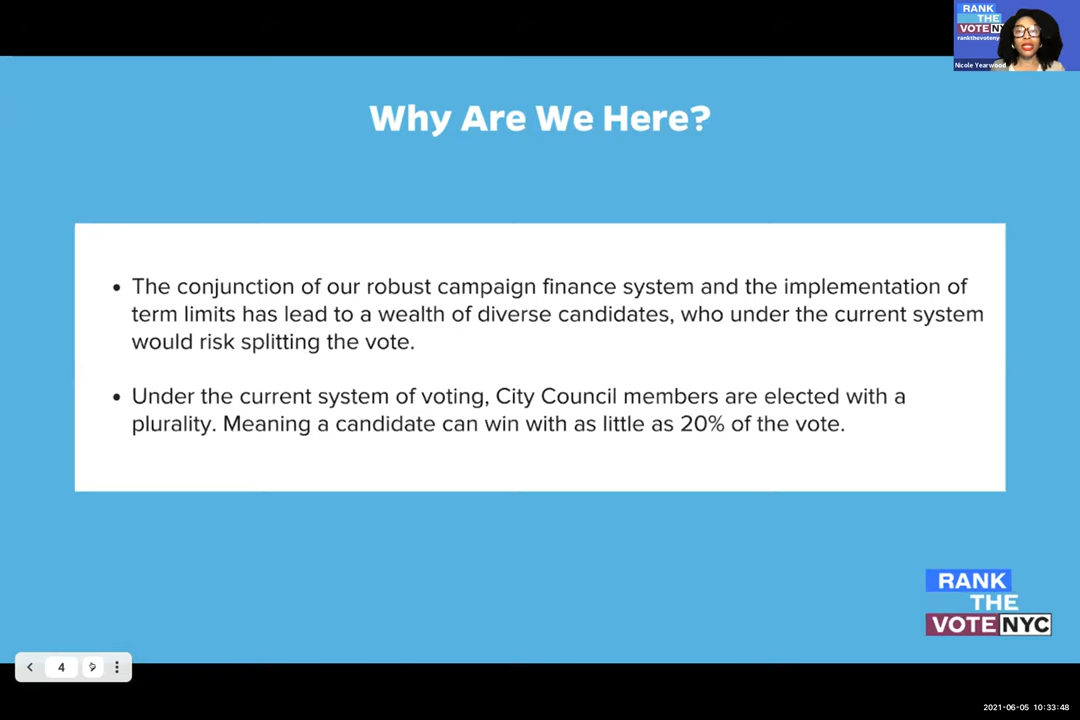 RANK
THE
VOTE NY
rankthevoteny
Nicole Yearwood
Why Are We Here?
• The conjunction of our robust campaign finance system and the implementation of
term limits has lead to a wealth of diverse candidates, who under the current system
would risk splitting the vote.
• Under the current system of voting, City Council members are elected with a
plurality. Meaning a candidate can win with as little as 20% of the vote.
RANK
THE
VOTE NYC
4
2021-06-05 10:33:48